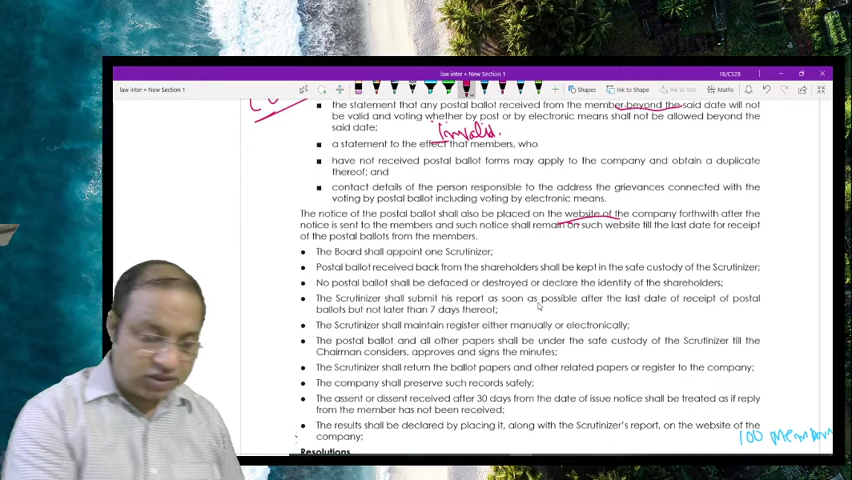 law inter » New Section 1
18/CS28
Shapes
Ink to Shape
Ink to Text
Maths
the statement that any postal ballot received from the member beyond the said date will not
be valid and voting whether by post or by electronic means shall not be allowed beyond the
said date;
invalid.
a statement to the effect that members, who
have not received postal ballot forms may apply to the company and obtain a duplicate
thereof; and
contact details of the person responsible to the address the grievances connected with the
voting by postal ballot including voting by electronic means.
The notice of the postal ballot shall also be placed on the website of the company forthwith after the
notice is sent to the members and such notice shall remain on such website till the last date for receipt
of the postal ballots from the members.
The Board shall appoint one Scrutinizer;
Postal ballot received back from the shareholders shall be kept in the safe custody of the Scrutinizer;
No postal ballot shall be defaced or destroyed or declare the identity of the shareholders;
The Scrutinizer shall submit his report as soon as possible after the last date of receipt of postal
ballots but not later than 7 days thereof;
The Scrutinizer shall maintain register either manually or electronically;
The postal ballot and all other papers shall be under the safe custody of the Scrutinizer till the
Chairman considers, approves and signs the minutes;
The Scrutinizer shall return the ballot papers and other related papers or register to the company;
The company shall preserve such records safely;
The assent or dissent received after 30 days from the date of issue notice shall be treated as if reply
from the member has not been received;
The results shall be declared by placing it, along with the Scrutinizer's report, on the website of the
company;
100 members
Resolutions